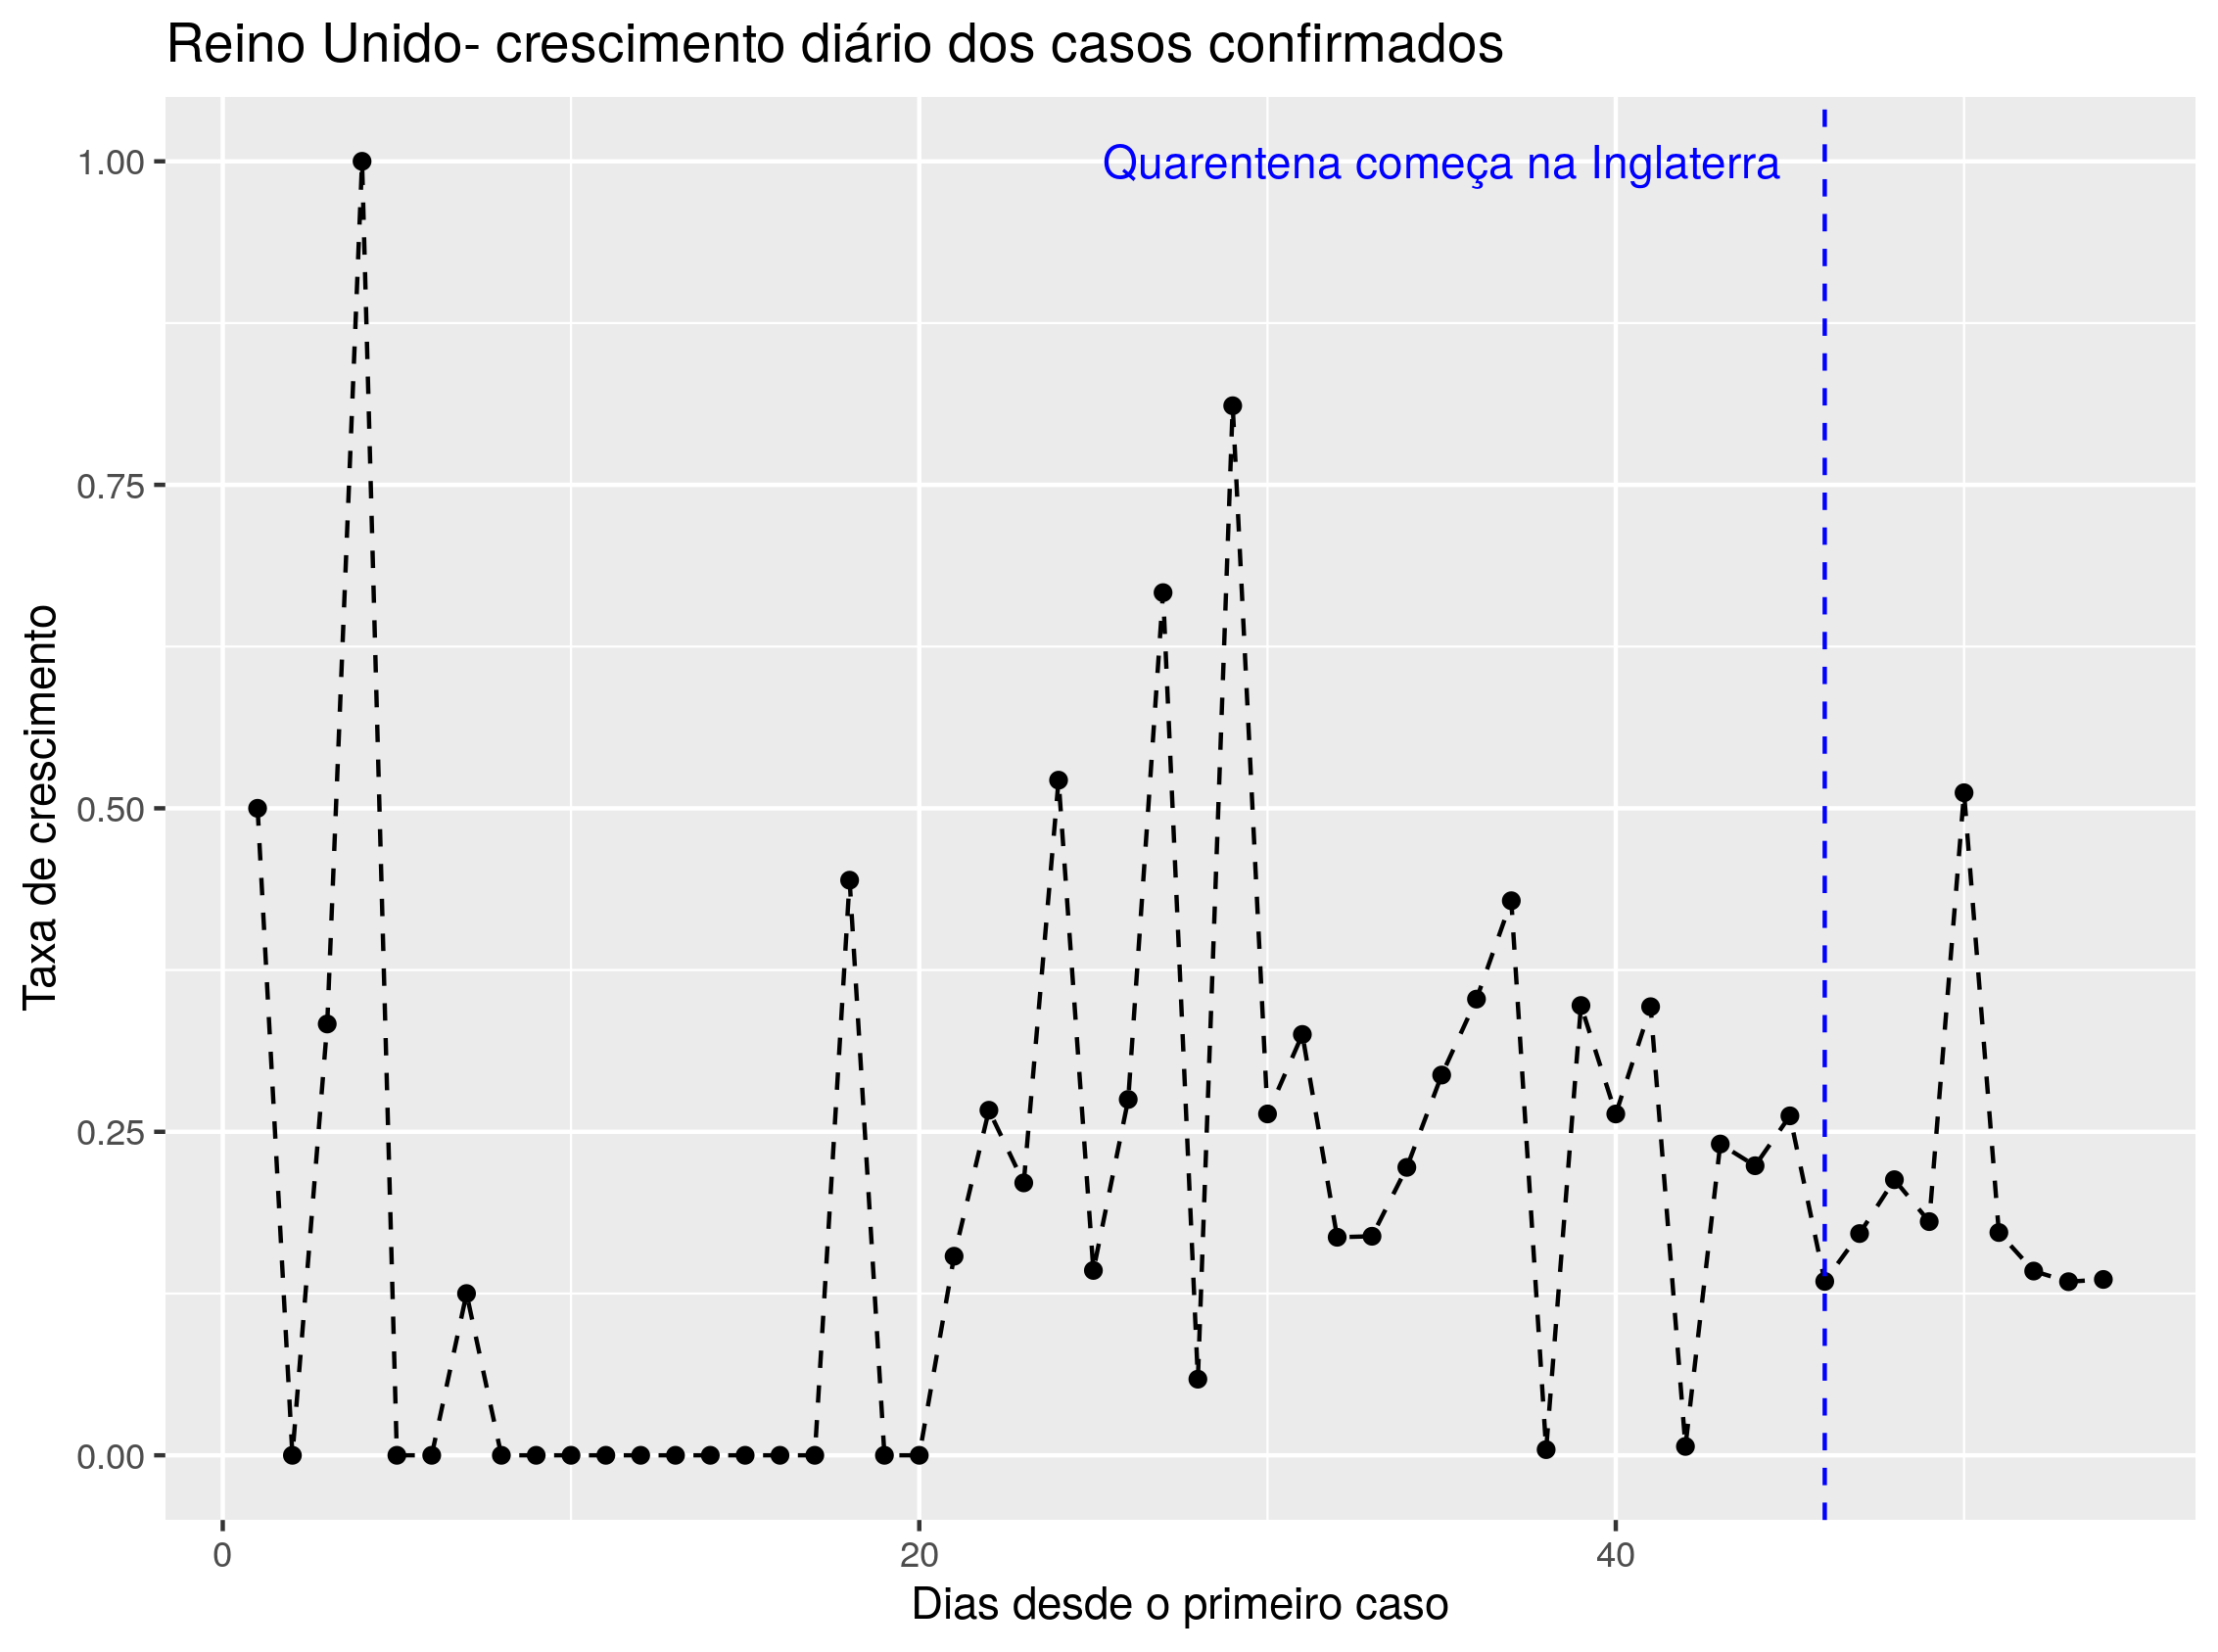 Reino Unido- crescimento diário dos casos confirmados
Quarentena começa na Inglaterra
1.00
0.75
0.50
0.25
0.00
Taxa de crescimento
0
20
40
Dias desde o primeiro caso